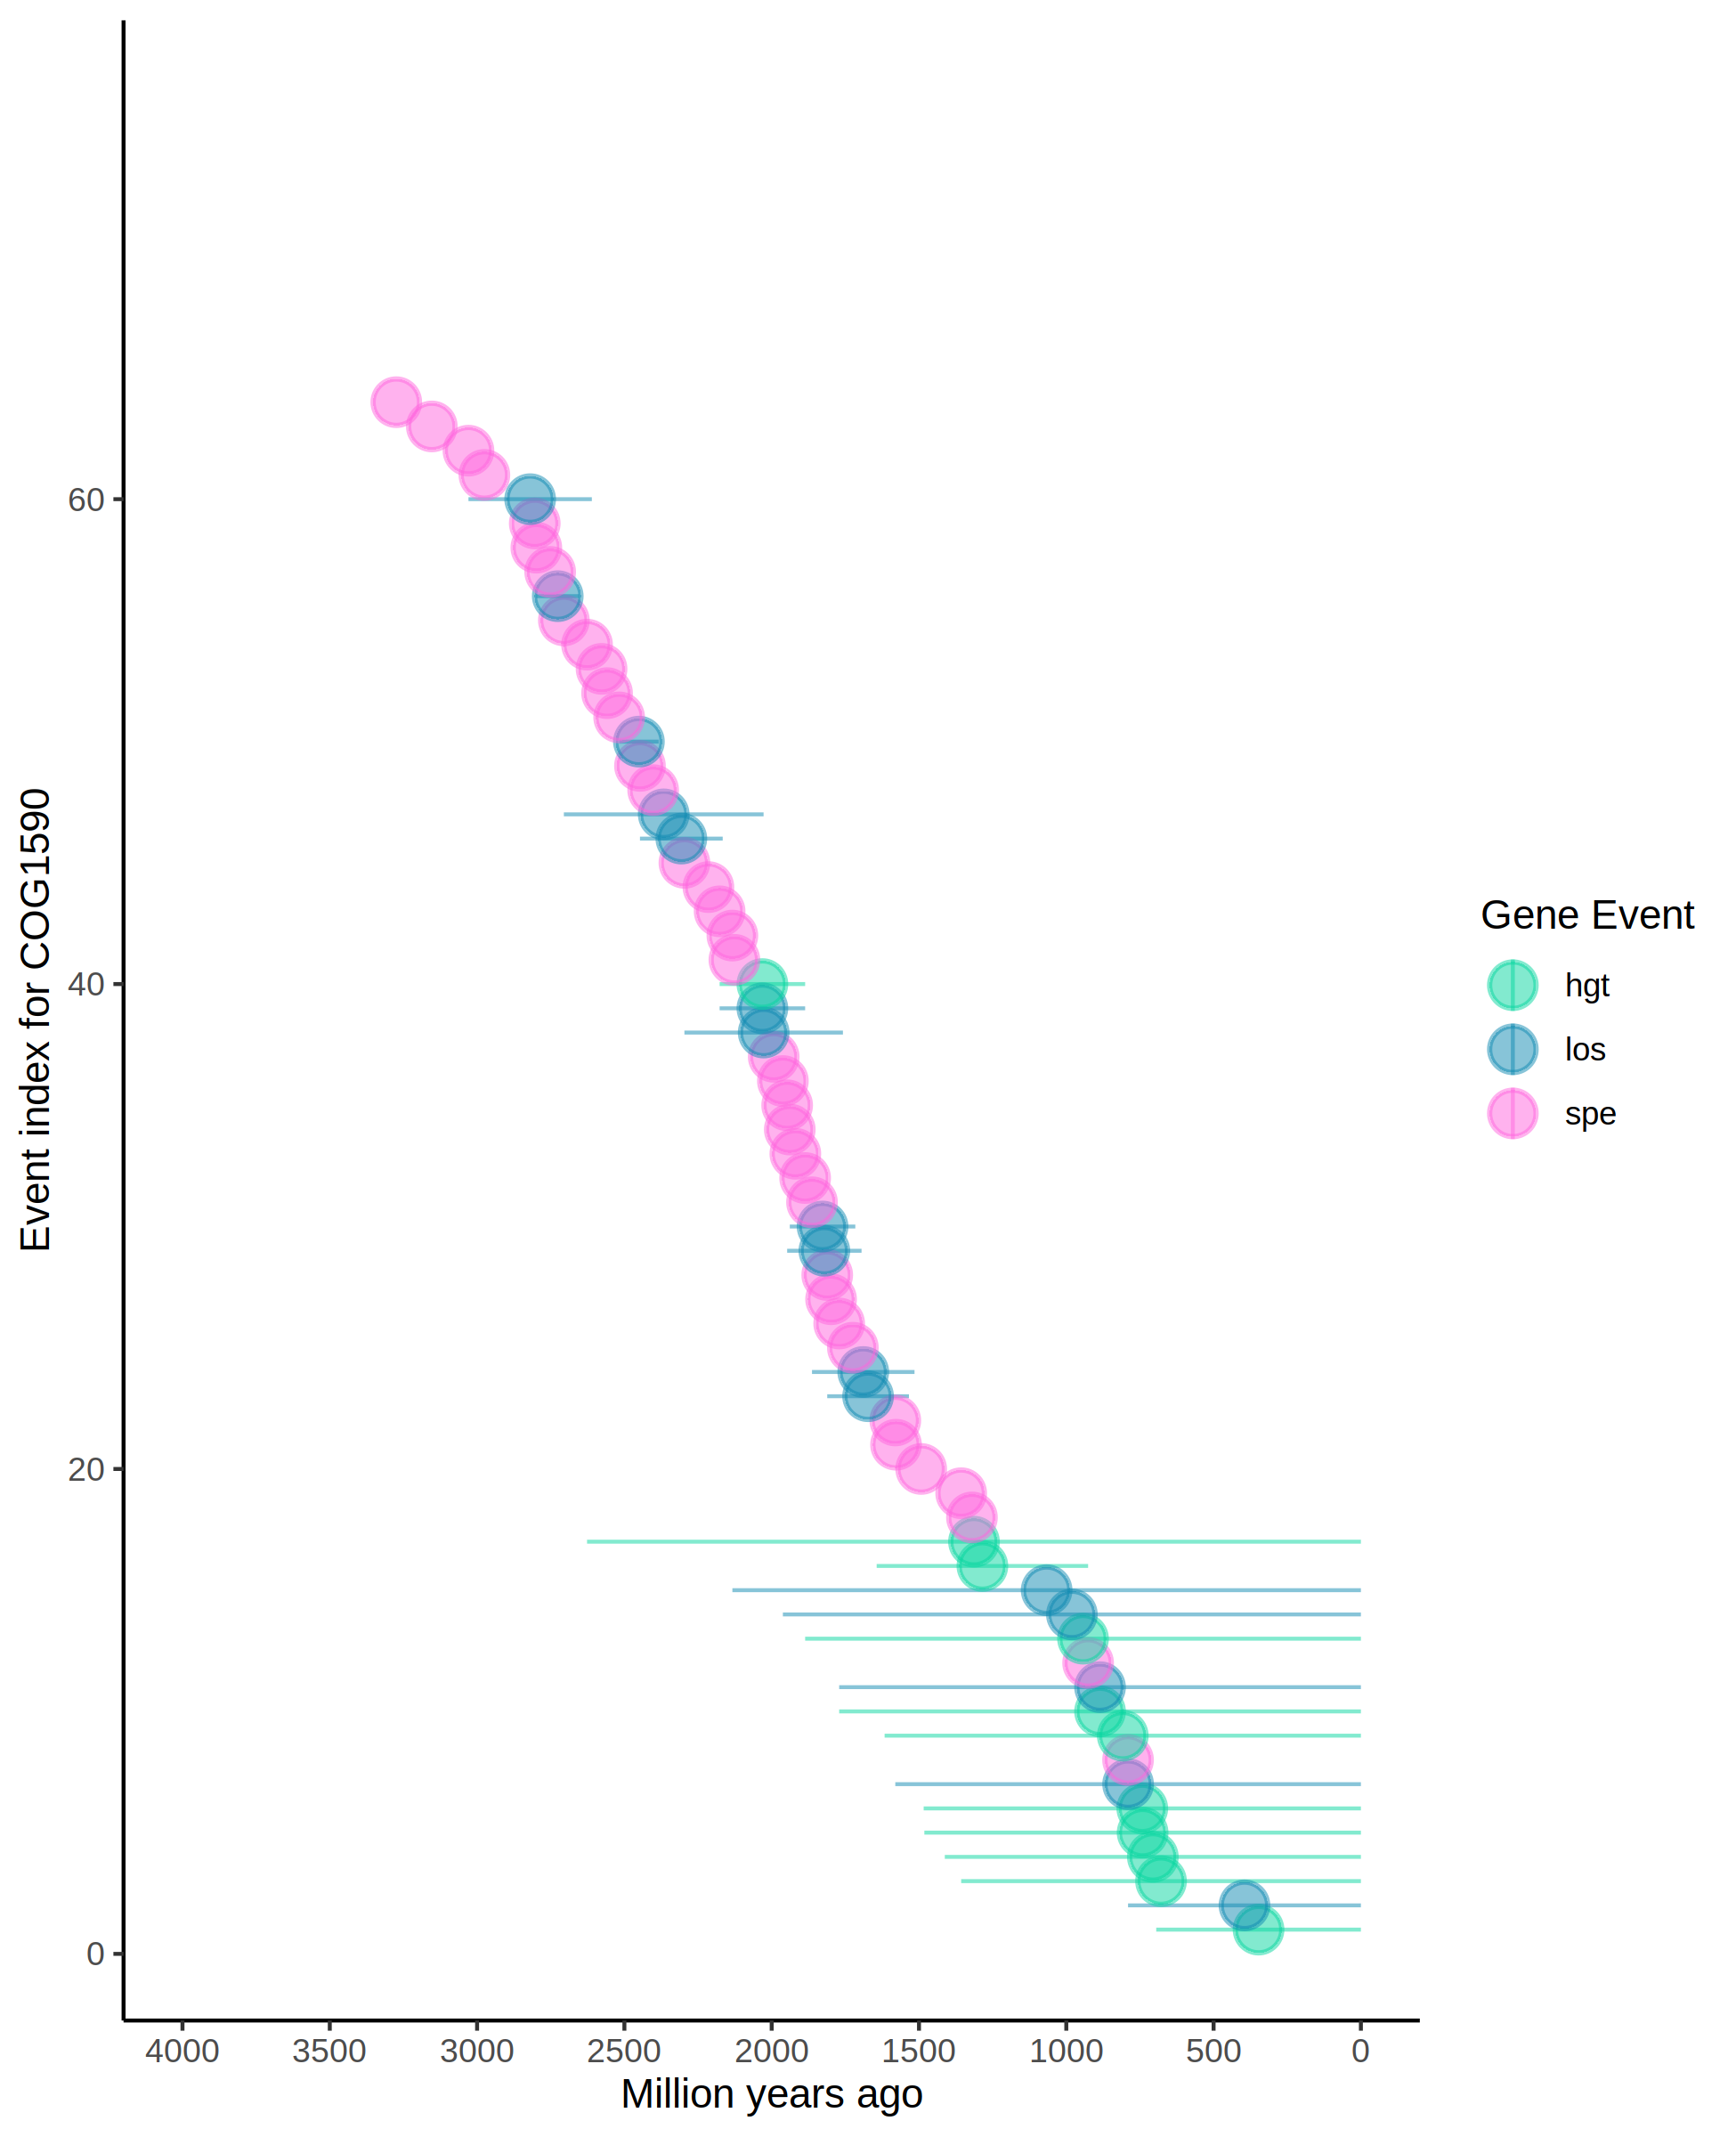 Event index for COG1590
60
40
20
0
4000 3500 3000 2500 2000 1500 1000 500 0
Million years ago
Gene Event
hgt
los
spe